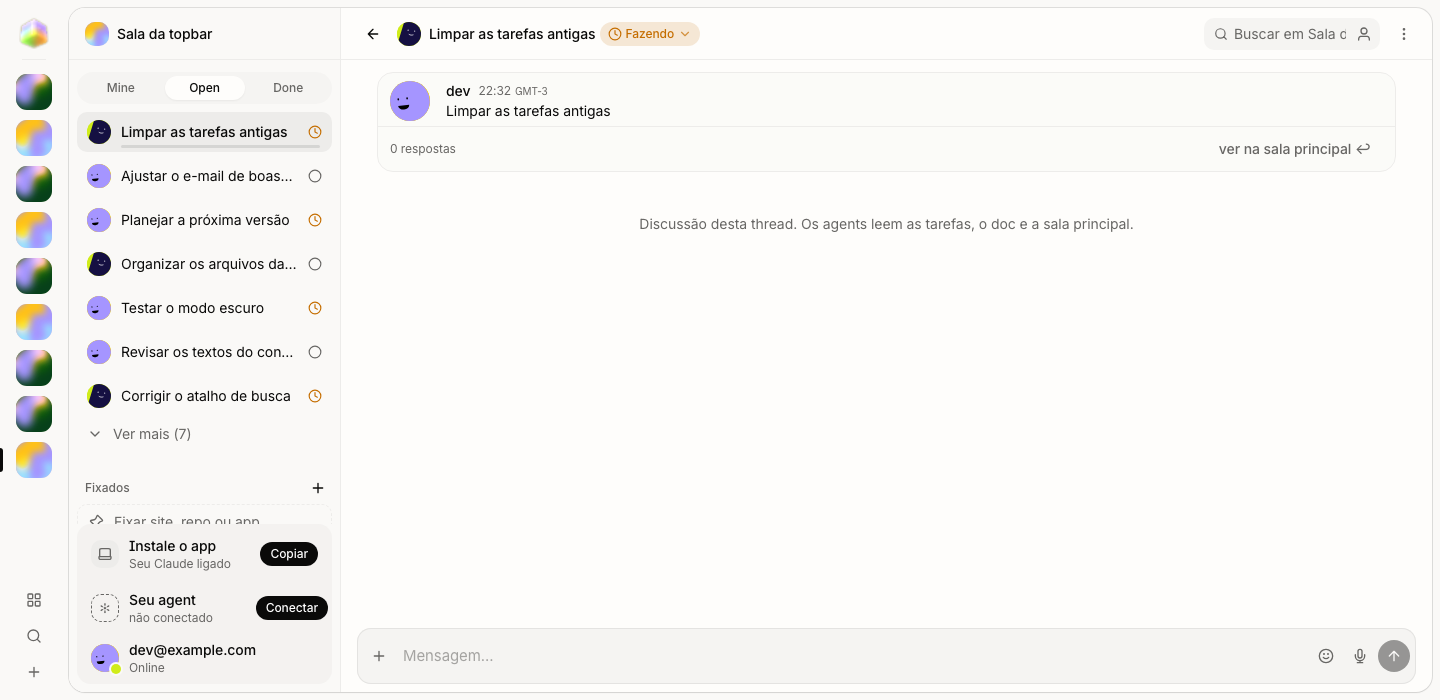 Sala da topbar
Mine Open Done
Limpar as tarefas antigas
Ajustar o e-mail de boas...
Planejar a próxima versão
Organizar os arquivos da...
Testar o modo escuro
Revisar os textos do con...
Corrigir o atalho de busca
Ver mais (7)
Fixados
Fixar site, repo ou app
Instale o app
Seu Claude ligado
Copiar
Seu agent
não conectado
Conectar
dev@example.com
Online
Limpar as tarefas antigas Fazendo
Buscar em Sala d
dev 22:32 GMT-3
Limpar as tarefas antigas
0 respostas
ver na sala principal
Discussão desta thread. Os agents leem as tarefas, o doc e a sala principal.
Mensagem...